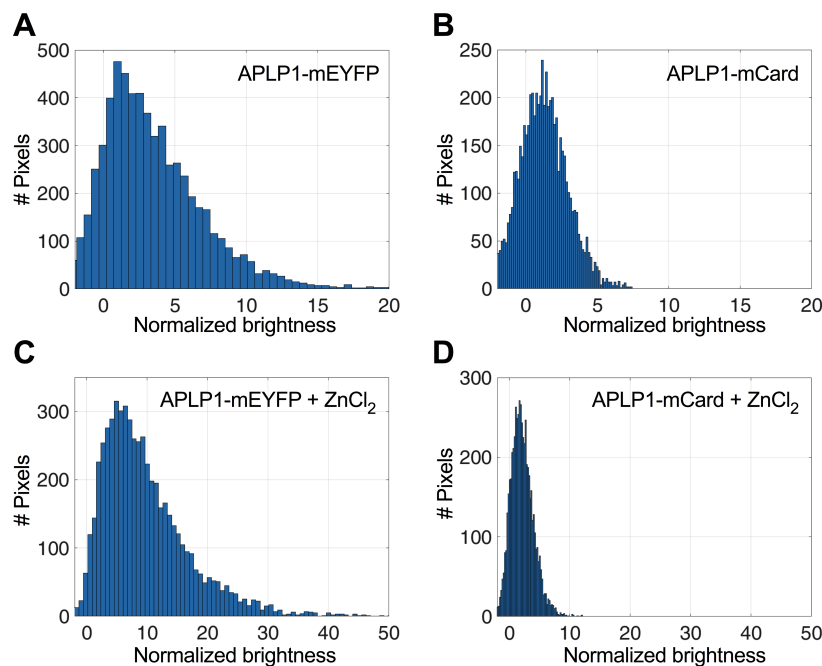 A
APLP1-mEYFP
500
400
300
200
100
0
# Pixels
0 5 10 15 20
Normalized brightness
B
APLP1-mCard
250
200
150
100
50
0
# Pixels
0 5 10 15 20
Normalized brightness
C
APLP1-mEYFP + ZnCl₂
300
200
100
0
# Pixels
0 10 20 30 40 50
Normalized brightness
D
APLP1-mCard + ZnCl₂
300
200
100
0
# Pixels
0 10 20 30 40 50
Normalized brightness